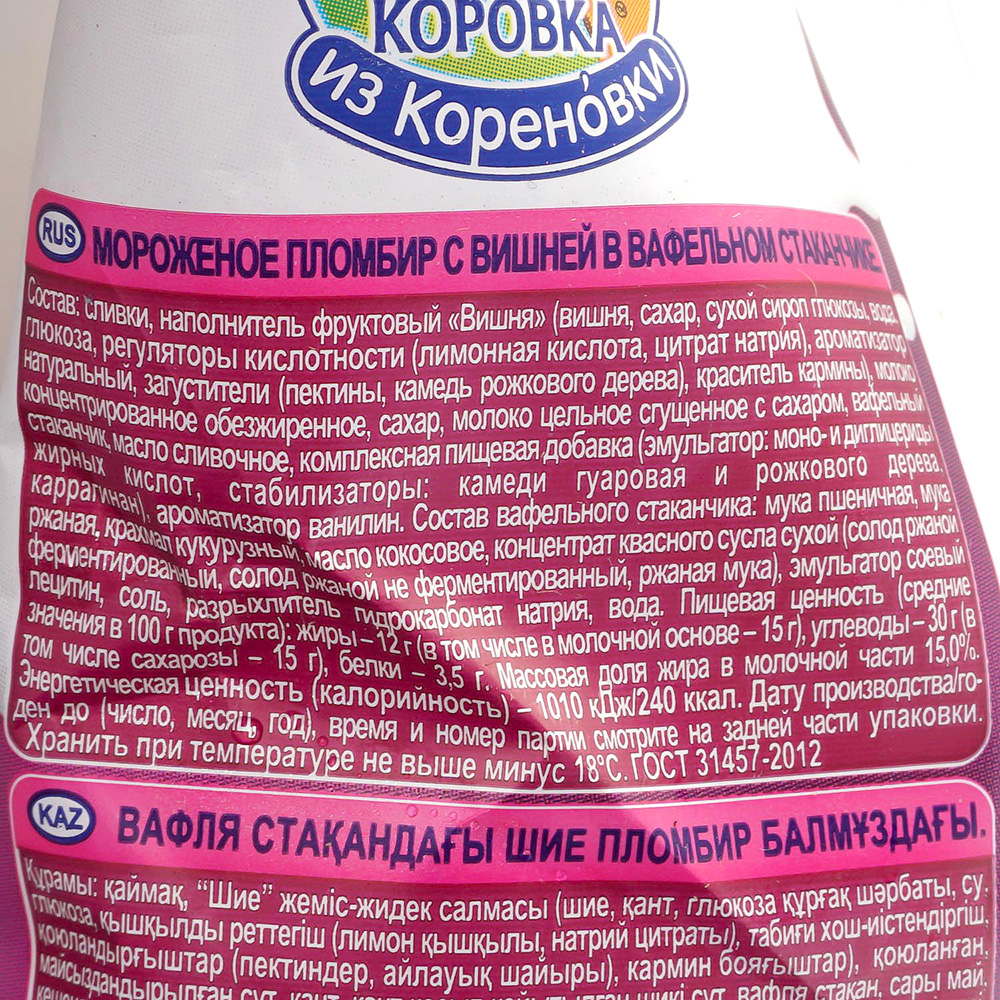 КОРОВКА
ИЗ КОРЕНОВКИ
RUS МОРОЖЕНОЕ ПЛОМБИР С ВИШНЕЙ В ВАФЕЛЬНОМ СТАКАНЧИКЕ.
Состав: сливки, наполнитель фруктовый «Вишня» (вишня, сахар, сухой сироп глюкозы, вода,
глюкоза, регуляторы кислотности (лимонная кислота, цитрат натрия), ароматизатор
натуральный, загустители (пектины, камедь рожкового дерева), краситель кармины), молоко
концентрированное обезжиренное, сахар, молоко цельное сгущенное с сахаром, вафельный
стаканчик, масло сливочное, комплексная пищевая добавка (эмульгатор: моно- и диглицериды
жирных кислот, стабилизаторы: камеди гуаровая и рожкового дерева,
каррагинан), ароматизатор ванилин. Состав вафельного стаканчика: мука пшеничная, мука
ржаная, крахмал кукурузный, масло кокосовое, концентрат квасного сусла сухой (солод ржаной
ферментированный, солод ржаной не ферментированный, ржаная мука), эмульгатор соевый
лецитин, соль, разрыхлитель гидрокарбонат натрия, вода. Пищевая ценность (средние
значения в 100 г продукта): жиры – 12 г (в том числе в молочной основе – 15 г), углеводы – 30 г (в
том числе сахарозы – 15 г), белки – 3,5 г. Массовая доля жира в молочной части 15,0%.
Энергетическая ценность (калорийность) – 1010 кДж/240 ккал. Дату производства/го-
ден до (число, месяц, год), время и номер партии смотрите на задней части упаковки.
Хранить при температуре не выше минус 18°С. ГОСТ 31457-2012
KAZ ВАФЛЯ СТАҚАНДАҒЫ ШИЕ ПЛОМБИР БАЛМҰЗДАҒЫ.
Құрамы: қаймақ, “Шие” жеміс-жидек салмасы (шие, қант, глюкоза құрғақ шәрбаты, су,
глюкоза, қышқылды реттегіш (лимон қышқылы, натрий цитраты), табиғи хош-иістендіргіш,
қоюландырғыштар (пектиндер, айлауық шайыры), кармин бояғыштар), қоюланған,
майсыздандырылған сүт, қант, қант қосып қойытылған шикі сүт, вафля стақан, сары май,